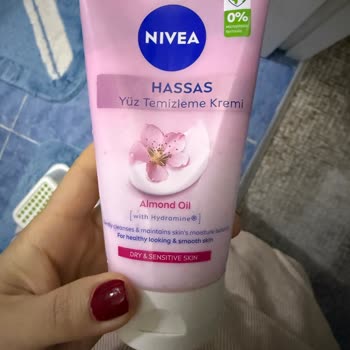 NIVEA
0%
HASSAS
Yüz Temizleme Kremi
Almond Oil
[with Hydramine®]
cleanses & maintains skin's moisture
For healthy looking & smooth skin
DRY & SENSITIVE SKIN